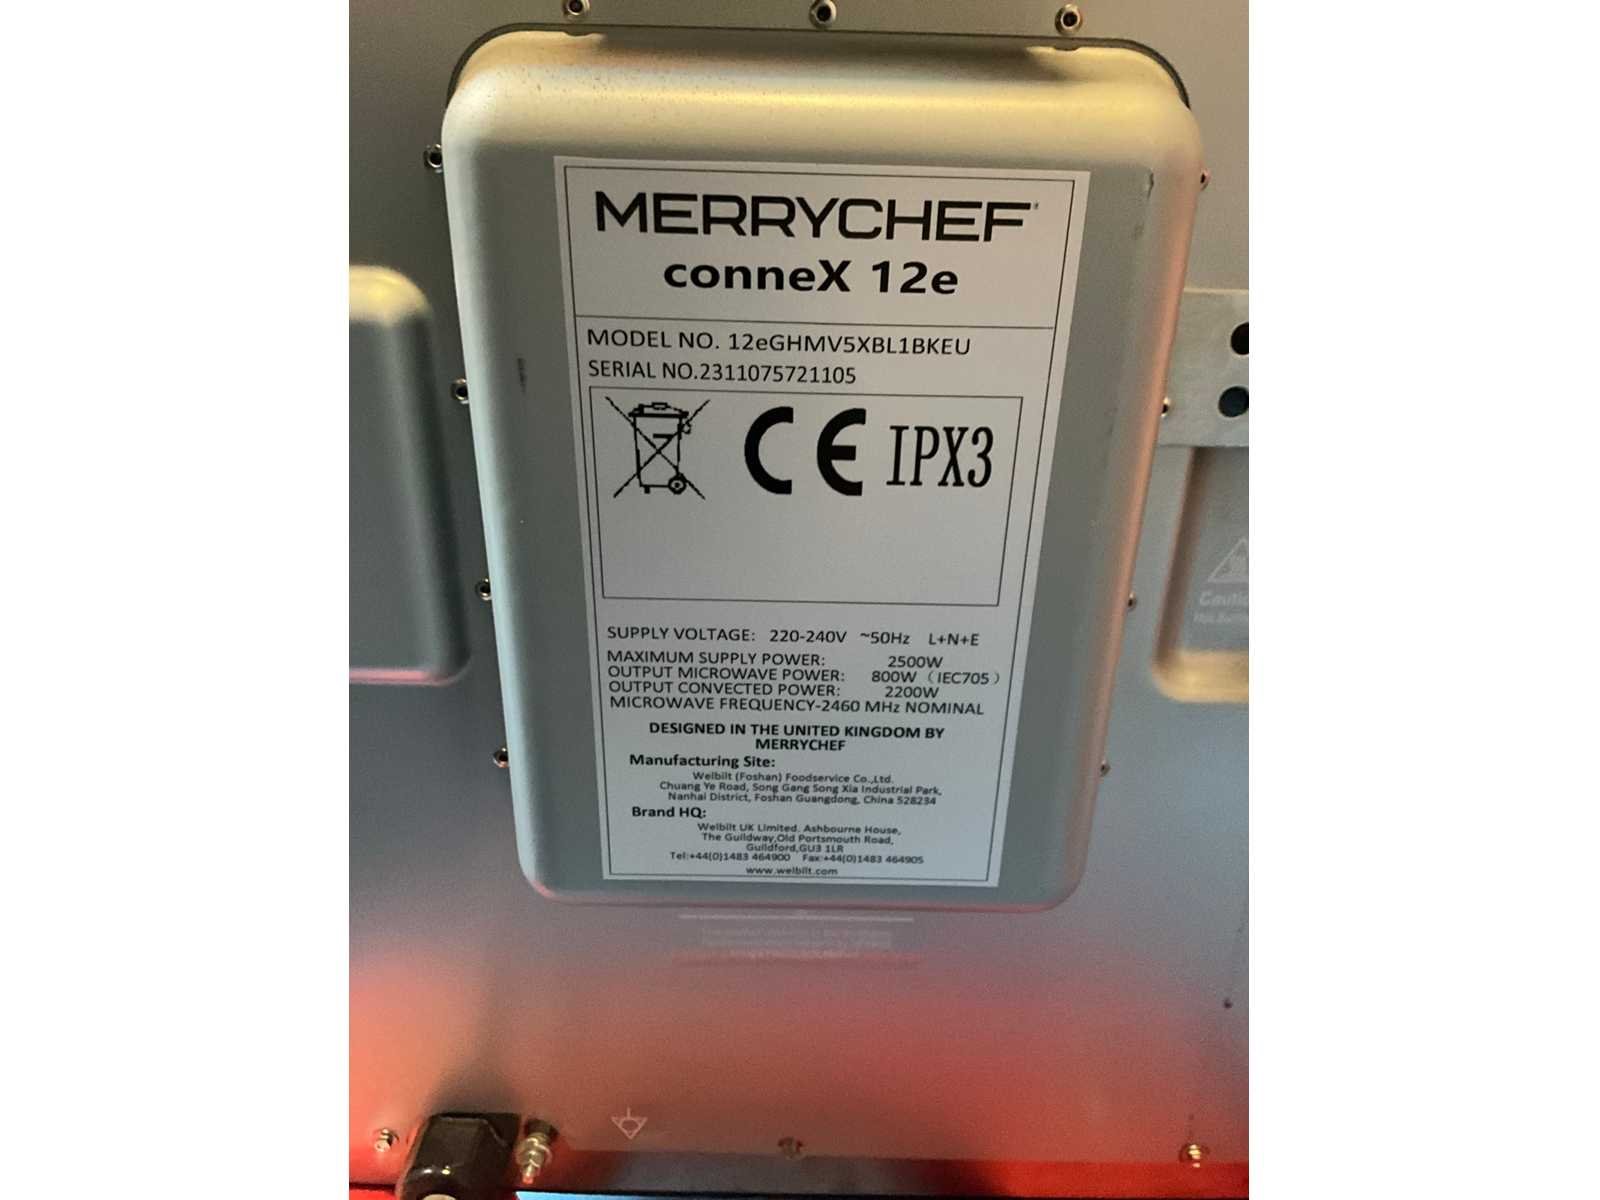 MERRYCHEF
conneX 12e
MODEL NO. 12eGHMV5XBL1BKEU
SERIAL NO.2311075721105
CE IPX3
SUPPLY VOLTAGE: 220-240V ~50Hz L+N+E
MAXIMUM SUPPLY POWER: 2500W
OUTPUT MICROWAVE POWER: 800W (IEC705)
OUTPUT CONVECTED POWER: 2200W
MICROWAVE FREQUENCY-2460 MHz NOMINAL
DESIGNED IN THE UNITED KINGDOM BY
MERRYCHEF
Manufacturing Site:
Welbilt (Foshan) Foodservice Co.,Ltd.
Chuang Ye Road, Song Gang Song Xia Industrial Park,
Nanhai District, Foshan Guangdong, China 528234
Brand HQ:
Welbilt UK Limited. Ashbourne House,
The Guildway,Old Portsmouth Road,
Guildford,GU3 1LR
Tel:+44(0)1483 464900 Fax:+44(0)1483 464905
www.welbilt.com